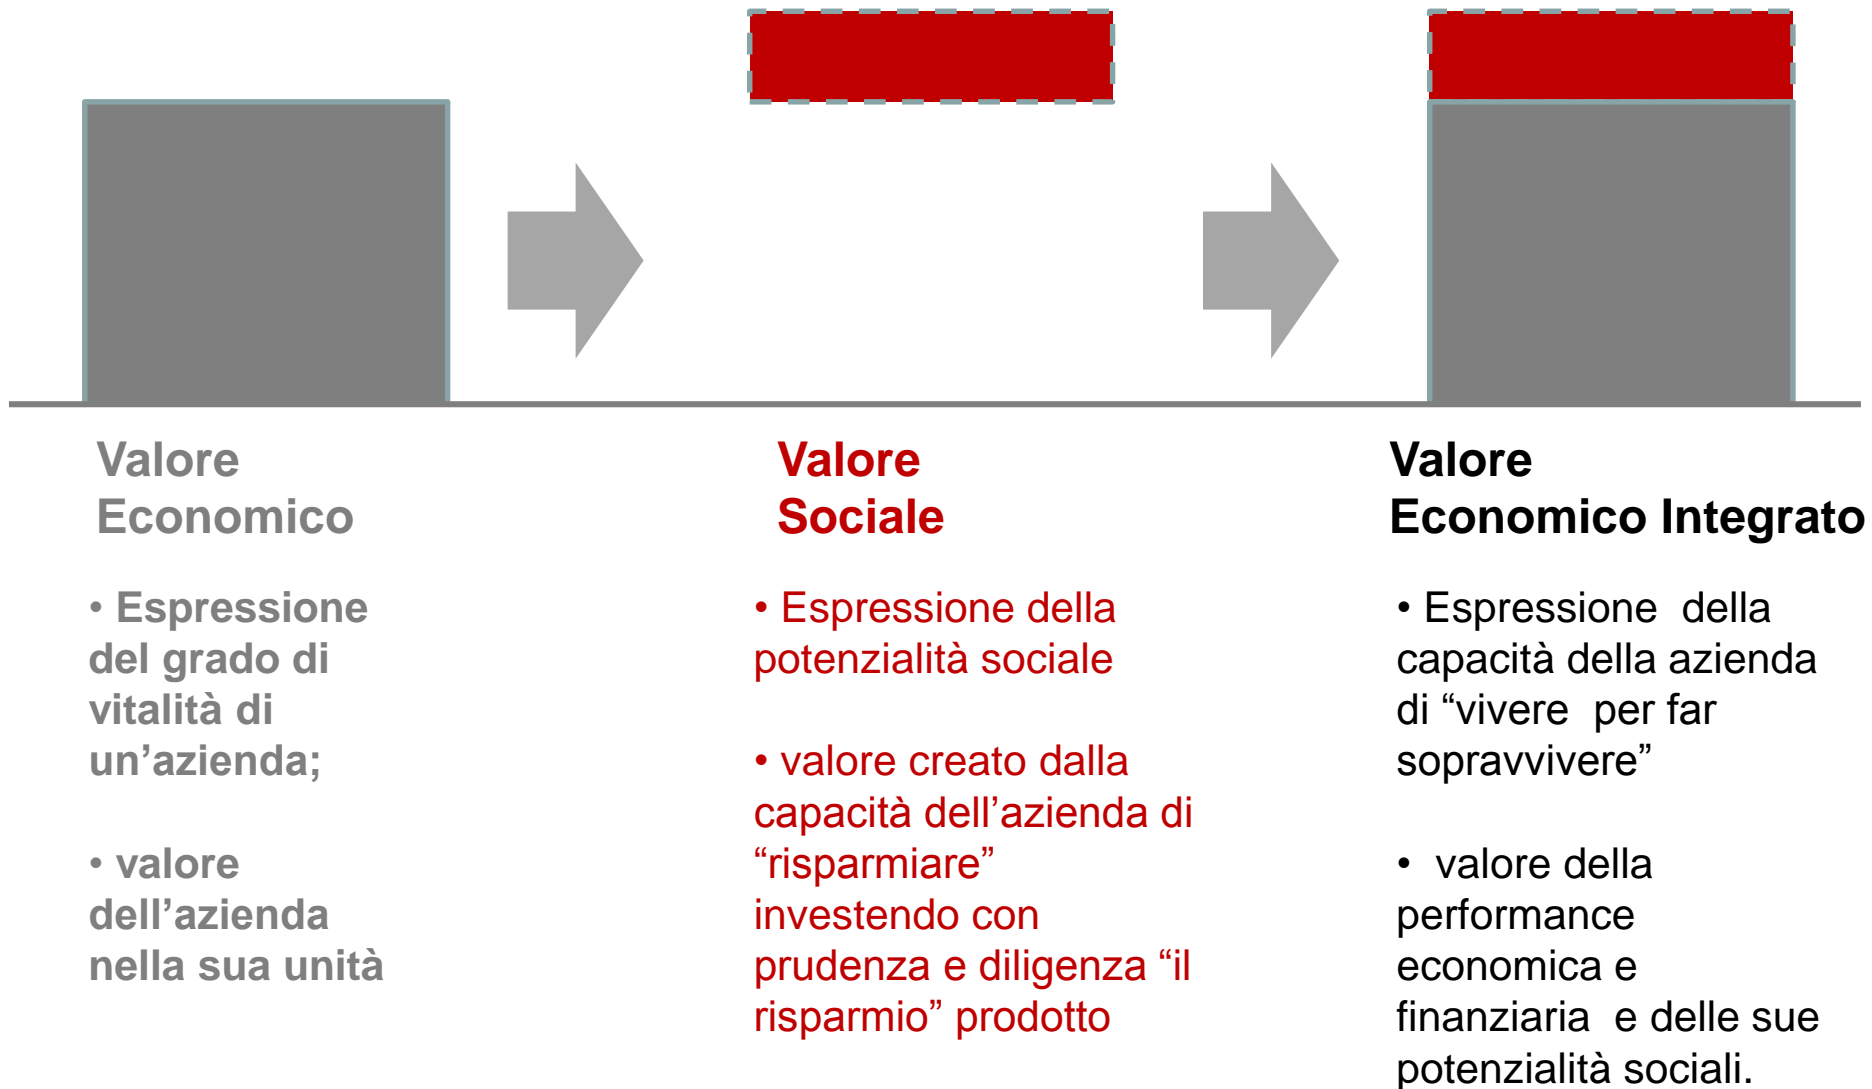 Valore
Economico
• Espressione
del grado di
vitalità di
un’azienda;
• valore
dell’azienda
nella sua unità
Valore
Sociale
• Espressione della
potenzialità sociale
• valore creato dalla
capacità dell’azienda di
“risparmiare”
investendo con
prudenza e diligenza “il
risparmio” prodotto
Valore
Economico Integrato
• Espressione della
capacità della azienda
di “vivere per far
sopravvivere”
• valore della
performance
economica e
finanziaria e delle sue
potenzialità sociali.